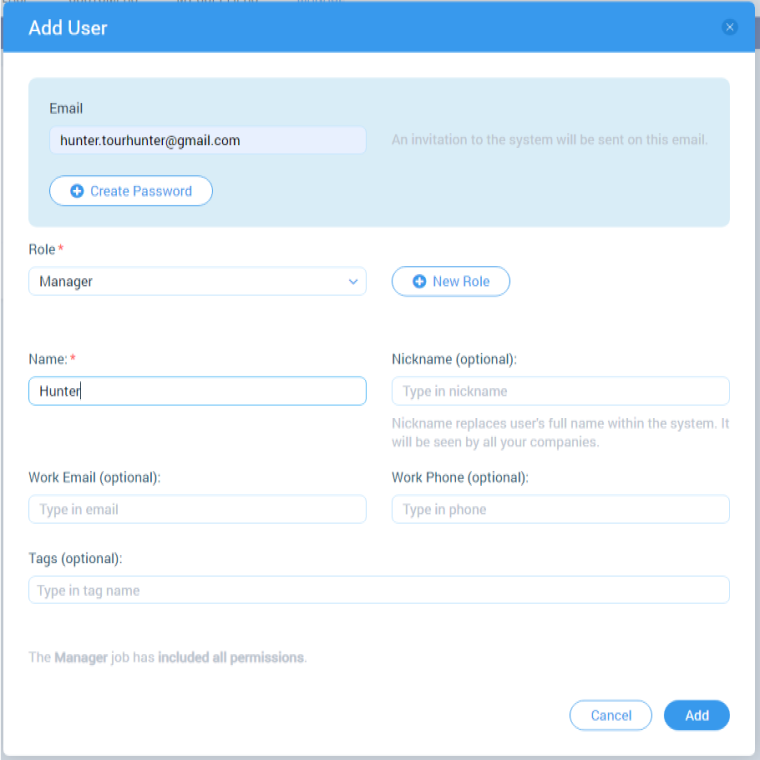 Add User
Email
hunter.tourhunter@gmail.com
An invitation to the system will be sent on this email.
Create Password
Role *
Manager
New Role
Name: *
Nickname (optional):
Hunter
Type in nickname
Nickname replaces user's full name within the system. It
will be seen by all your companies.
Work Email (optional):
Work Phone (optional):
Type in email
Type in phone
Tags (optional):
Type in tag name
The Manager job has included all permissions.
Cancel
Add